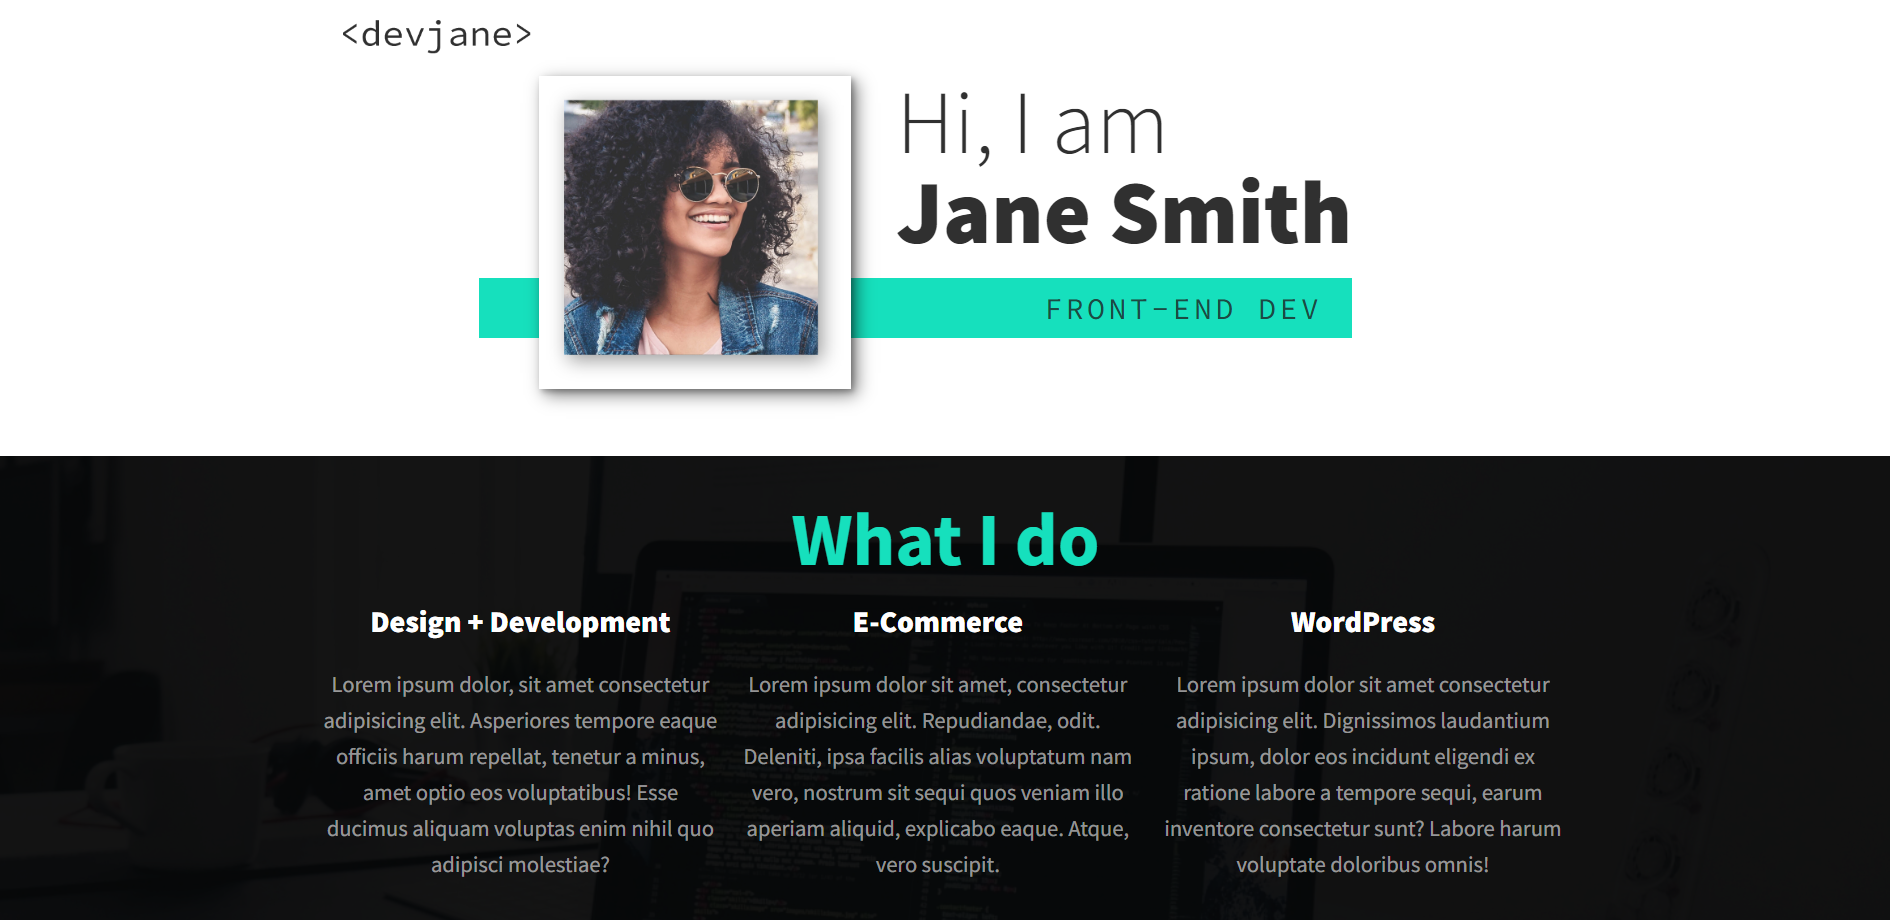 <devjane>
Hi, I am
Jane Smith
FRONT-END DEV
What I do
Design + Development
Lorem ipsum dolor, sit amet consectetur
adipisicing elit. Asperiores tempore eaque
officiis harum repellat, tenetur a minus,
amet optio eos voluptatibus! Esse
ducimus aliquam voluptas enim nihil quo
adipisci molestiae?
E-Commerce
Lorem ipsum dolor sit amet, consectetur
adipisicing elit. Repudiandae, odit.
Deleniti, ipsa facilis alias voluptatum nam
vero, nostrum sit sequi quos veniam illo
aperiam aliquid, explicabo eaque. Atque,
vero suscipit.
WordPress
Lorem ipsum dolor sit amet consectetur
adipisicing elit. Dignissimos laudantium
ipsum, dolor eos incidunt eligendi ex
ratione labore a tempore sequi, earum
inventore consectetur sunt? Labore harum
voluptate doloribus omnis!